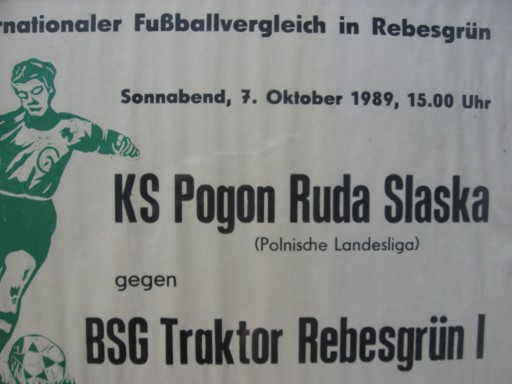 rnationaler Fußballvergleich in Rebesgrün
Sonnabend, 7. Oktober 1989, 15.00 Uhr
KS Pogon Ruda Slaska
(Polnische Landesliga)
gegen
BSG Traktor Rebesgrün I